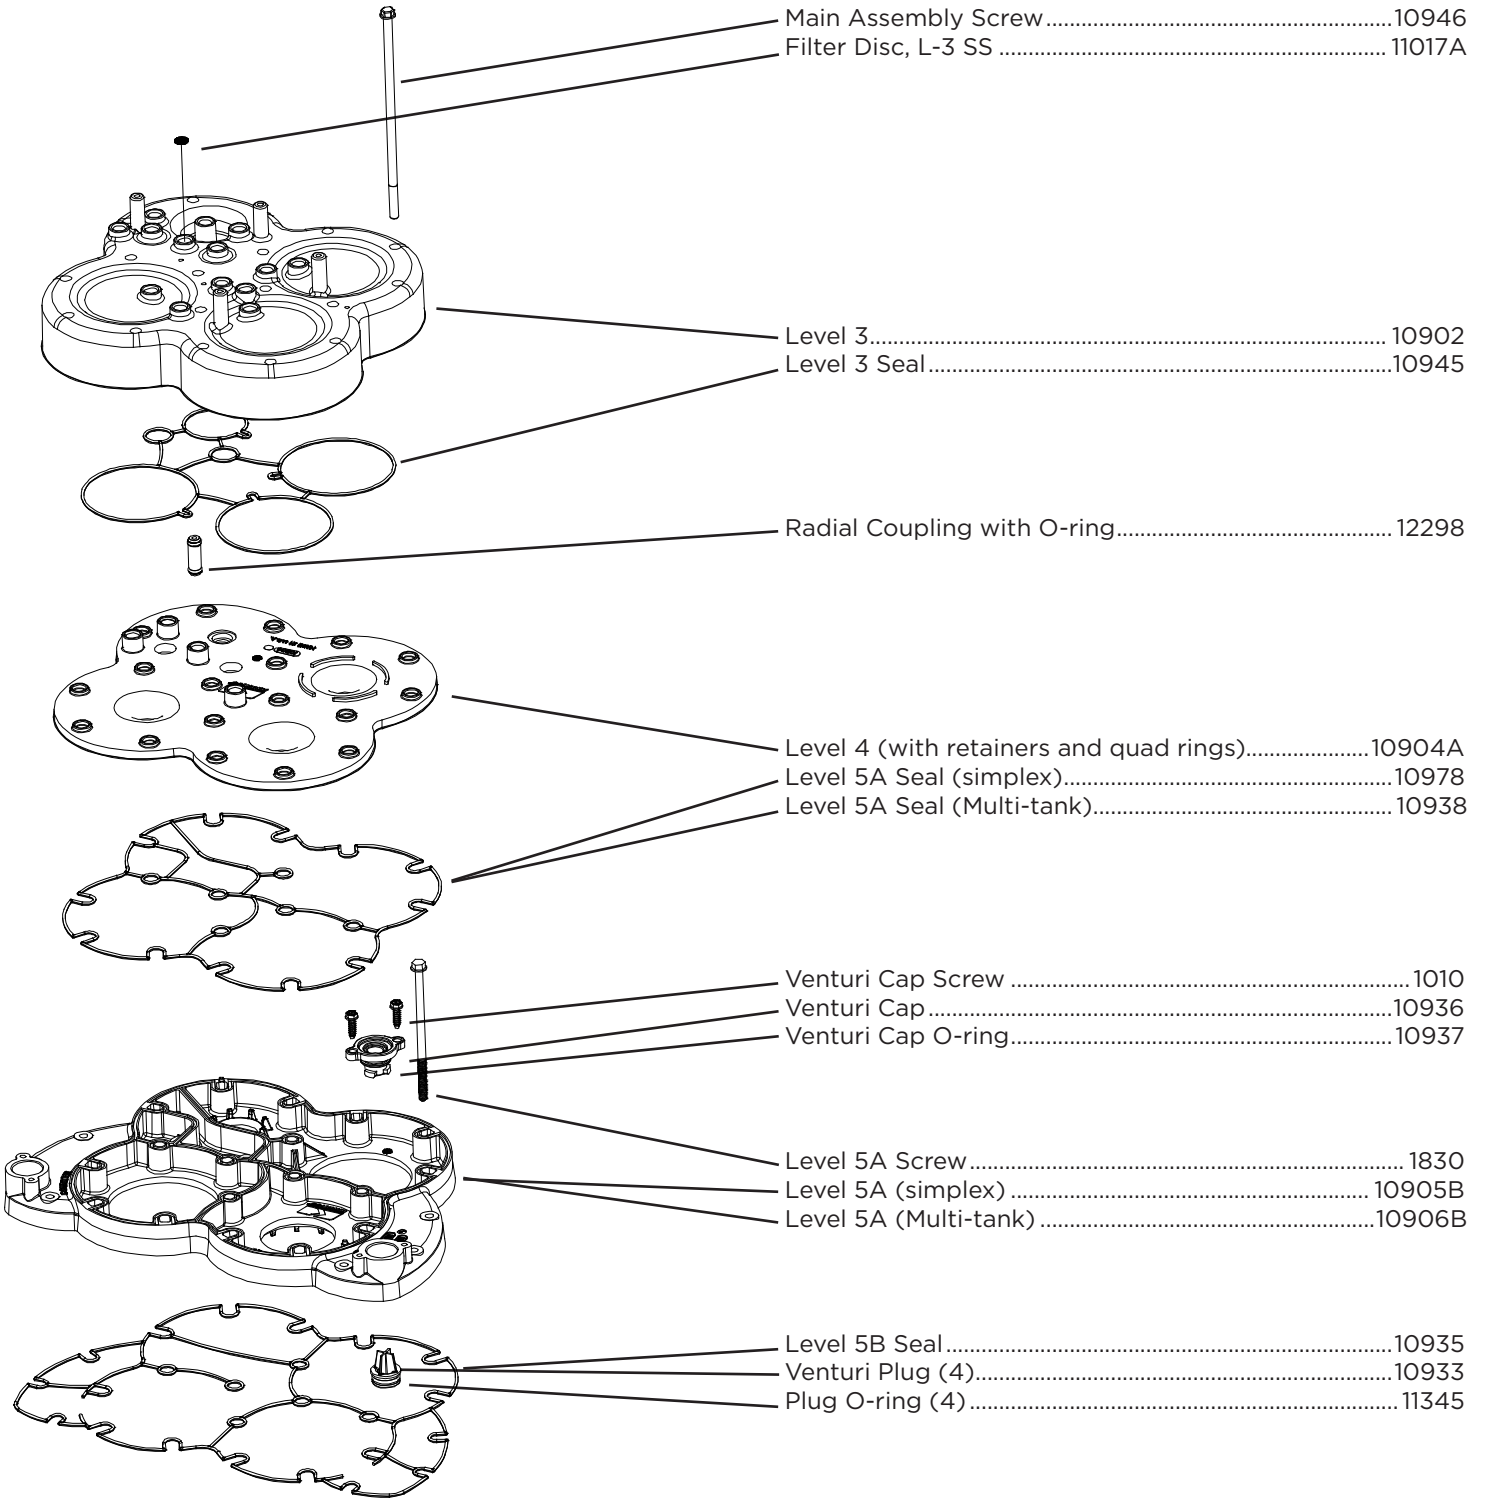 Main Assembly Screw..................................................10946
Filter Disc, L-3 SS ........................................................ 11017A
Level 3........................................................................... 10902
Level 3 Seal...................................................................10945
Radial Coupling with O-ring........................................ 12298
Level 4 (with retainers and quad rings)..................10904A
Level 5A Seal (simplex)................................................10978
Level 5A Seal (Multi-tank)........................................... 10938
Venturi Cap Screw .......................................................... 1010
Venturi Cap ...................................................................10936
Venturi Cap O-ring........................................................10937
Level 5A Screw ............................................................... 1830
Level 5A (simplex) .................................................... 10905B
Level 5A (Multi-tank) .................................................10906B
Level 5B Seal.................................................................10935
Venturi Plug (4).............................................................10933
Plug O-ring (4) .............................................................. 11345